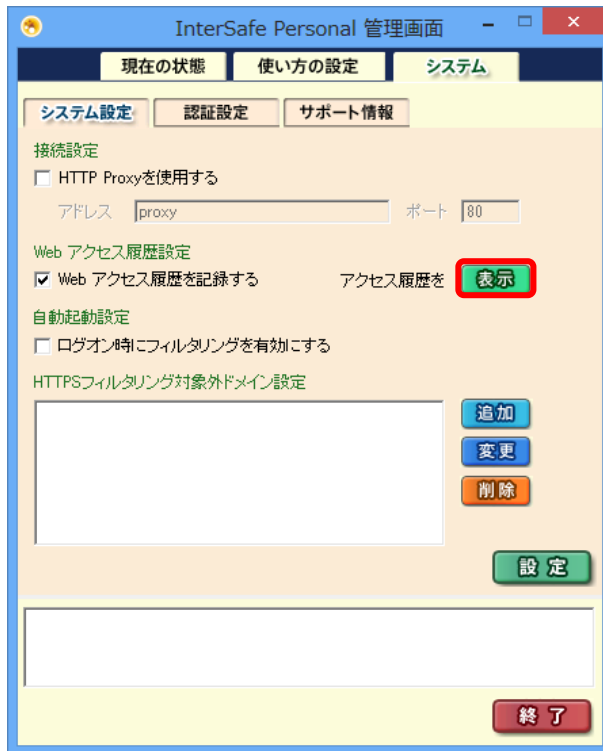 InterSafe Personal 管理画面
現在の状態 使い方の設定 システム
システム設定 認証設定 サポート情報
接続設定
HTTP Proxyを使用する
アドレス proxy ポート 80
Web アクセス履歴設定
Web アクセス履歴を記録する アクセス履歴を 表示
自動起動設定
ログオン時にフィルタリングを有効にする
HTTPSフィルタリング対象外ドメイン設定
追加
変更
削除
設定
終了